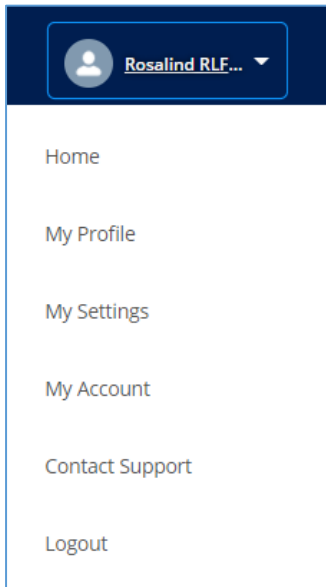 Rosalind RLF...
Home
My Profile
My Settings
My Account
Contact Support
Logout